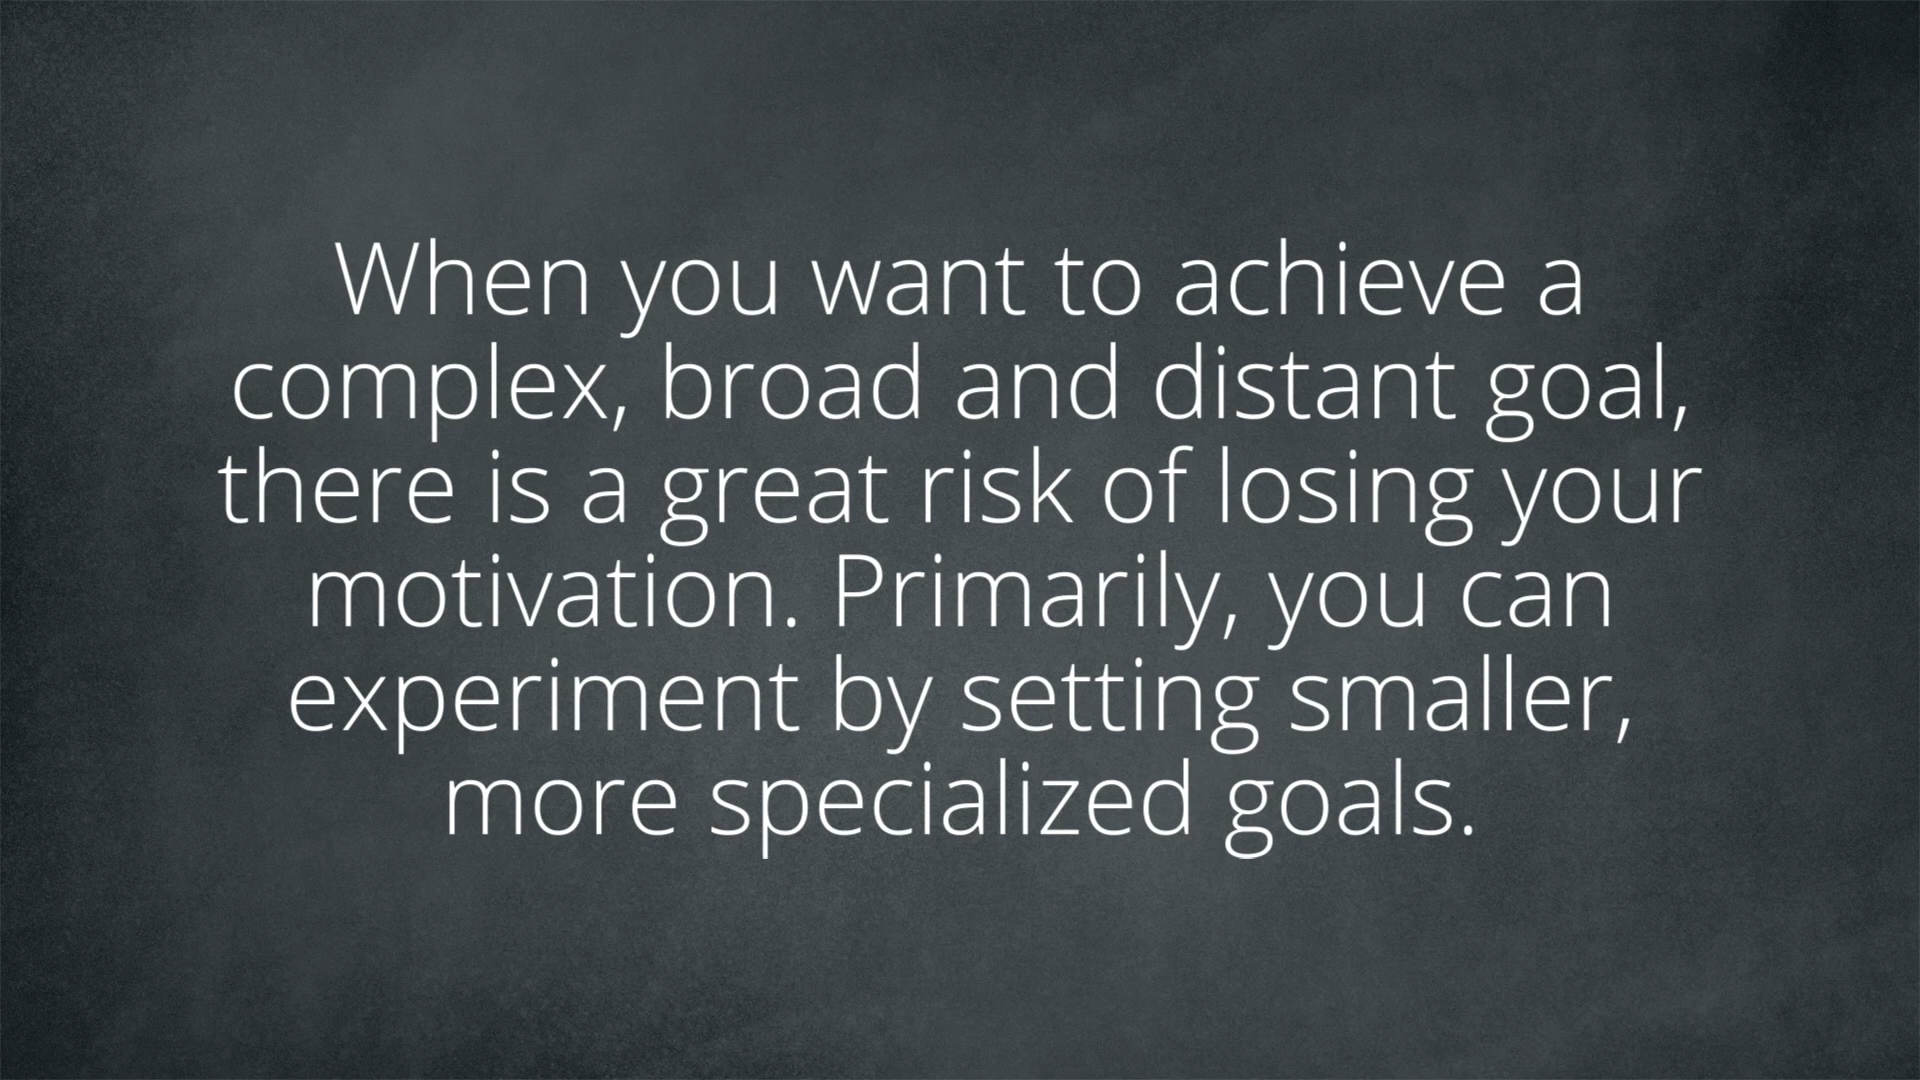 When you want to achieve a
complex, broad and distant goal,
there is a great risk of losing your
motivation. Primarily, you can
experiment by setting smaller,
more specialized goals.